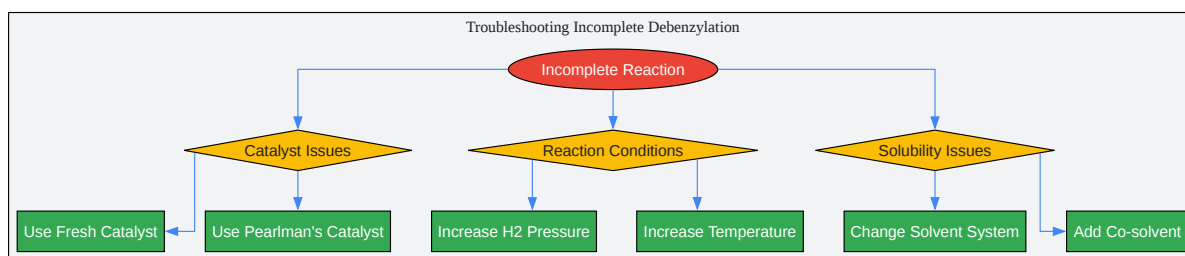 Troubleshooting Incomplete Debenzylation
Incomplete Reaction
Catalyst Issues
Reaction Conditions
Solubility Issues
Use Fresh Catalyst
Use Pearlman's Catalyst
Increase H2 Pressure
Increase Temperature
Change Solvent System
Add Co-solvent